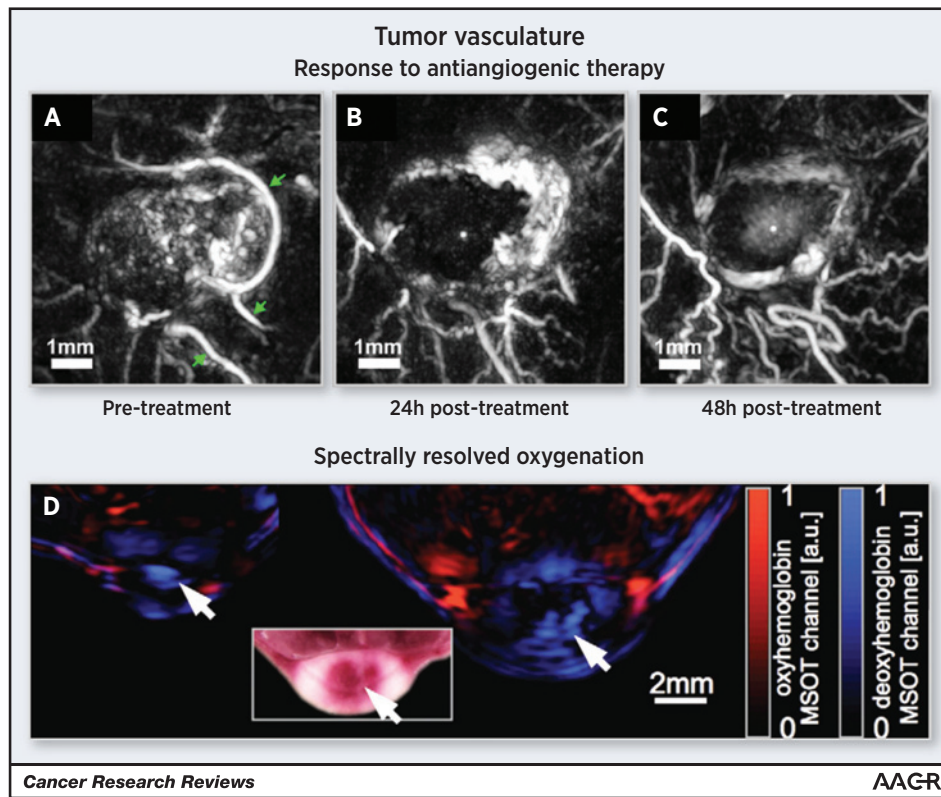 Tumor vasculature
Response to antiangiogenic therapy
A
B
C
1mm
1mm
1mm
Pre-treatment
24h post-treatment
48h post-treatment
Spectrally resolved oxygenation
D
2mm
0 1
oxyhemoglobin
MSOT channel [a.u.]
0 1
deoxyhemoglobin
MSOT channel [a.u.]
Cancer Research Reviews
AACR